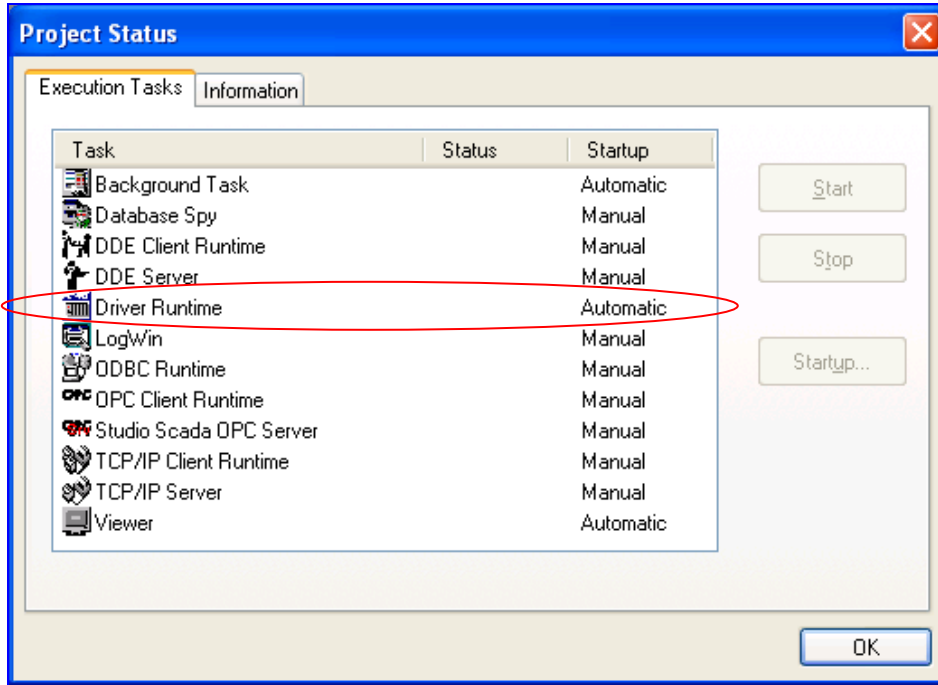 Project Status
Execution Tasks Information
Task Status Startup
Background Task Automatic
Database Spy Manual
DDE Client Runtime Manual
DDE Server Manual
Driver Runtime Automatic
LogWin Manual
ODBC Runtime Manual
OPC Client Runtime Manual
Studio Scada OPC Server Manual
TCP/IP Client Runtime Manual
TCP/IP Server Manual
Viewer Automatic
Start
Stop
Startup...
OK